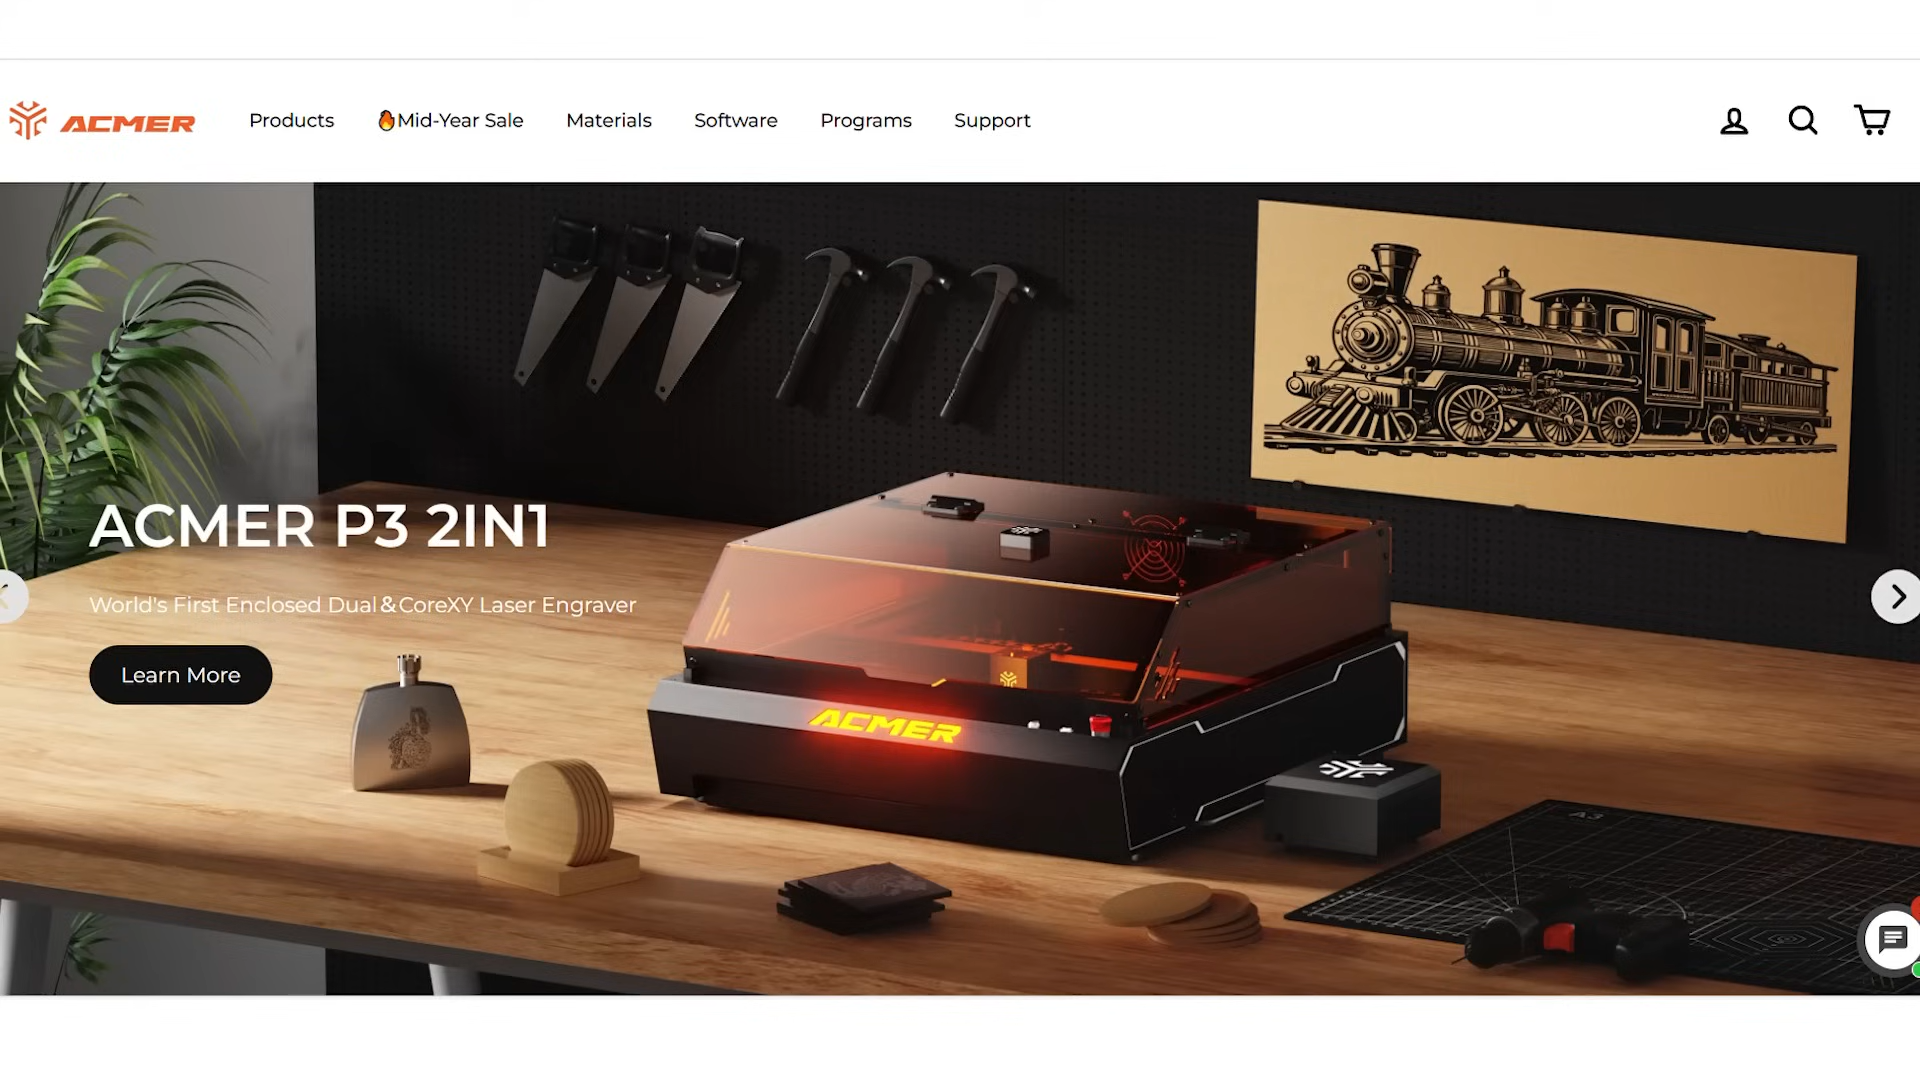 ACMER
Products
Mid-Year Sale
Materials
Software
Programs
Support
ACMER P3 2IN1
World's First Enclosed Dual&CoreXY Laser Engraver
Learn More
ACMER
A3